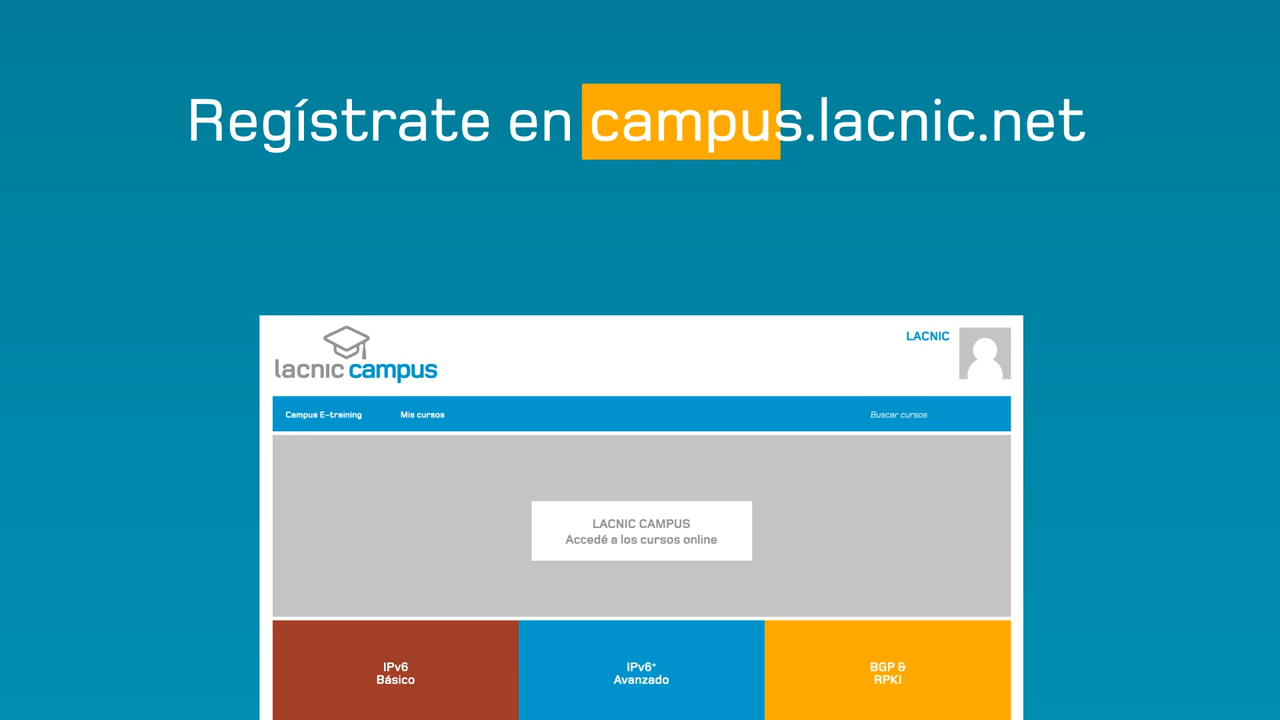 Regístrate en campus.lacnic.net
lacnic campus
LACNIC
Campus E-training
Mis cursos
Buscar cursos
LACNIC CAMPUS
Accedé a los cursos online
IPv6
Básico
IPv6+
Avanzado
BGP &
RPKI